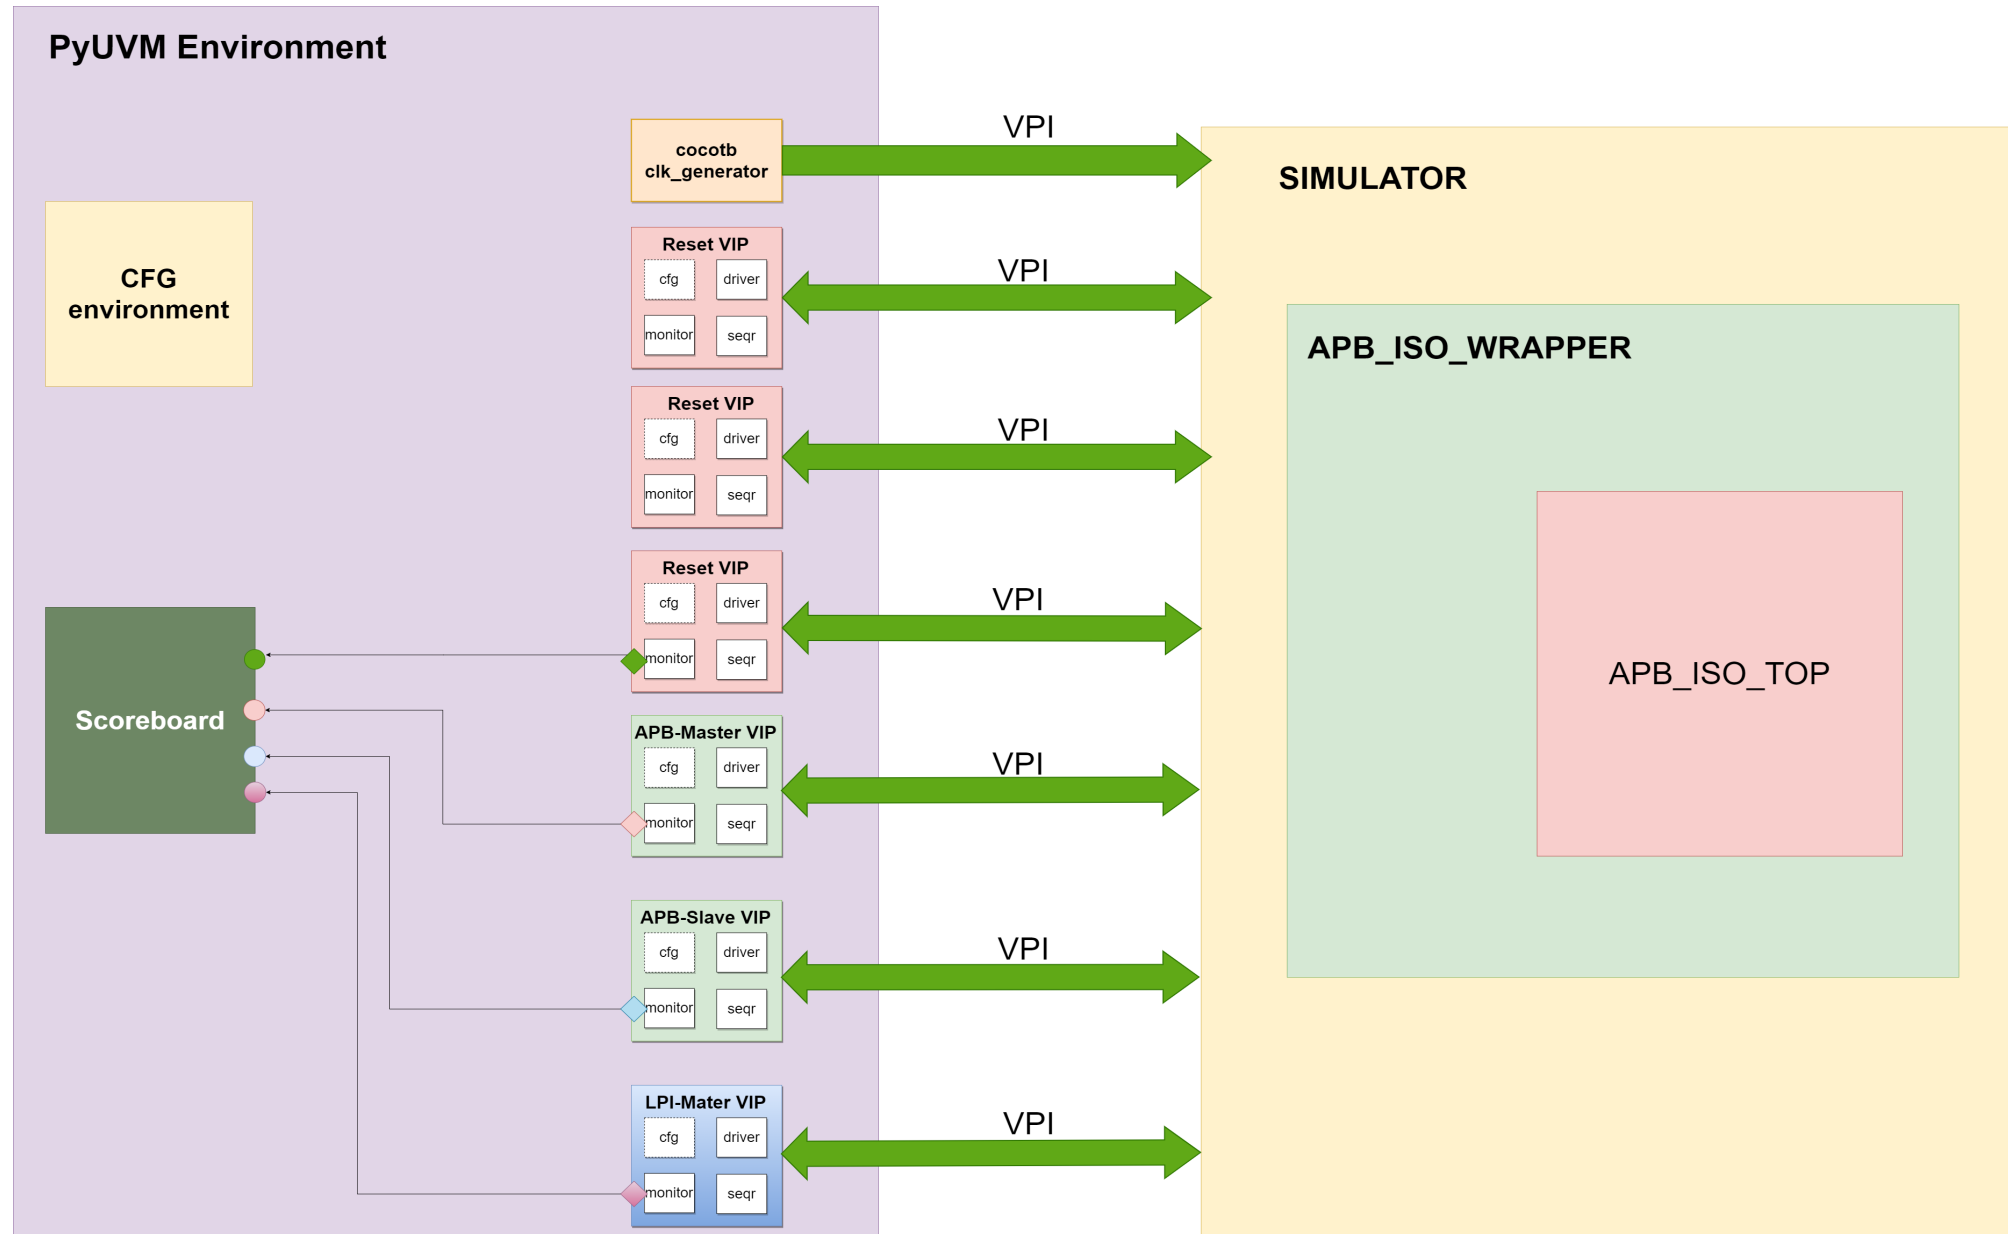 PyUVM Environment
cocotb
clk_generator
VPI
SIMULATOR
CFG
environment
Reset VIP
cfg
driver
monitor
seqr
VPI
APB_ISO_WRAPPER
Reset VIP
cfg
driver
monitor
seqr
VPI
Reset VIP
cfg
driver
monitor
seqr
VPI
APB_ISO_TOP
Scoreboard
APB-Master VIP
cfg
driver
monitor
seqr
VPI
APB-Slave VIP
cfg
driver
monitor
seqr
VPI
LPI-Mater VIP
cfg
driver
monitor
seqr
VPI